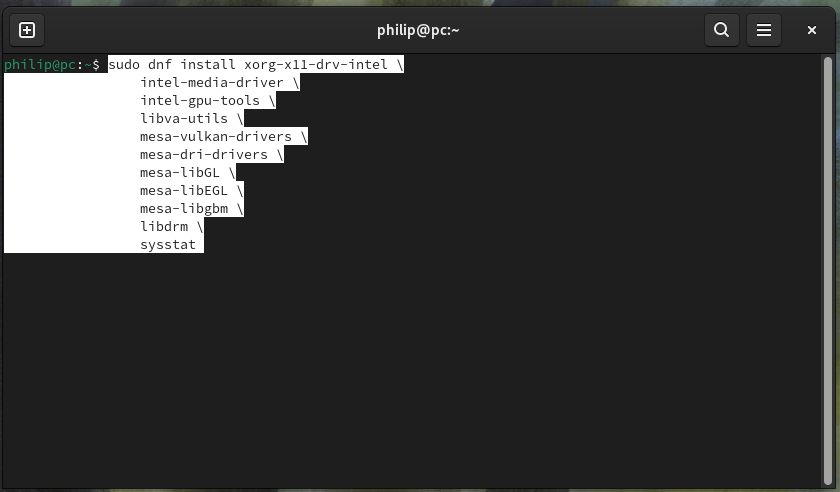 philip@pc:~
philip@pc:~$ sudo dnf install xorg-x11-drv-intel \
intel-media-driver \
intel-gpu-tools \
libva-utils \
mesa-vulkan-drivers \
mesa-dri-drivers \
mesa-libGL \
mesa-libEGL \
mesa-libgbm \
libdrm \
sysstat